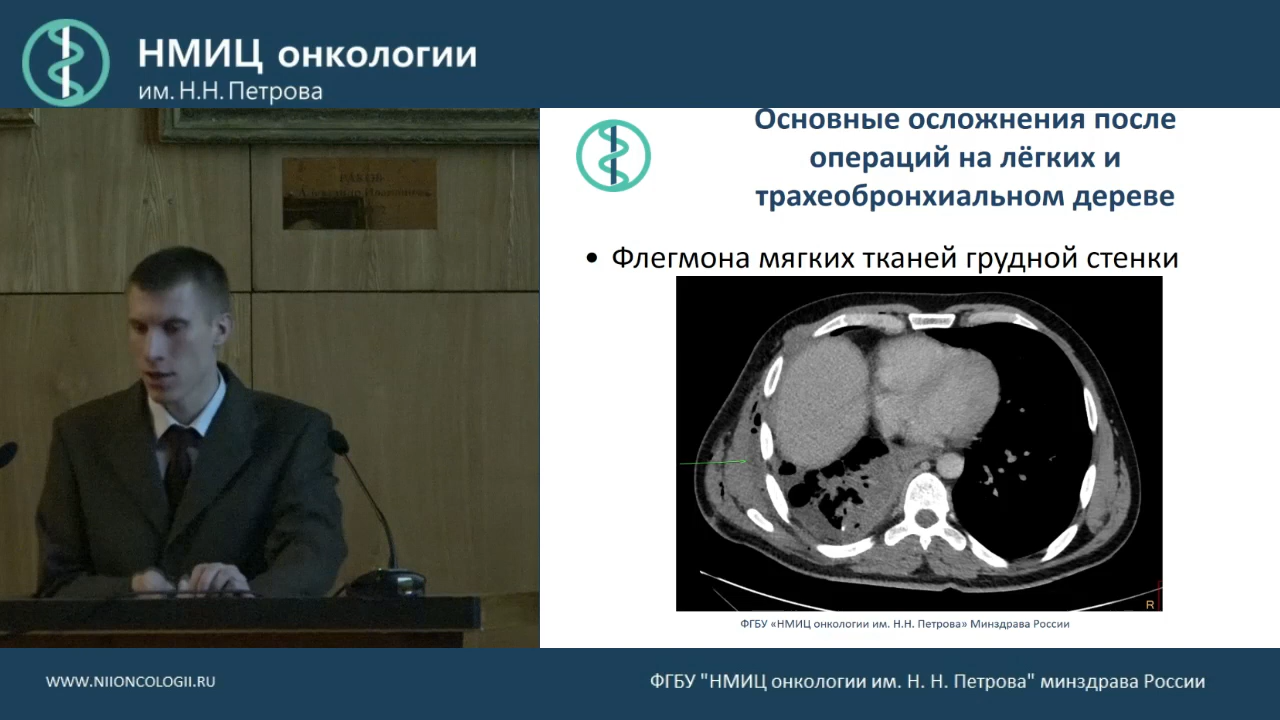 НМИЦ онкологии
им. Н.Н. Петрова
Основные осложнения после
операций на лёгких и
трахеобронхиальном дереве
• Флегмона мягких тканей грудной стенки
R
ФГБУ «НМИЦ онкологии им. Н.Н. Петрова» Минздрава России
WWW.NIIONCOLOGII.RU
ФГБУ "НМИЦ онкологии им. Н. Н. Петрова" минздрава России